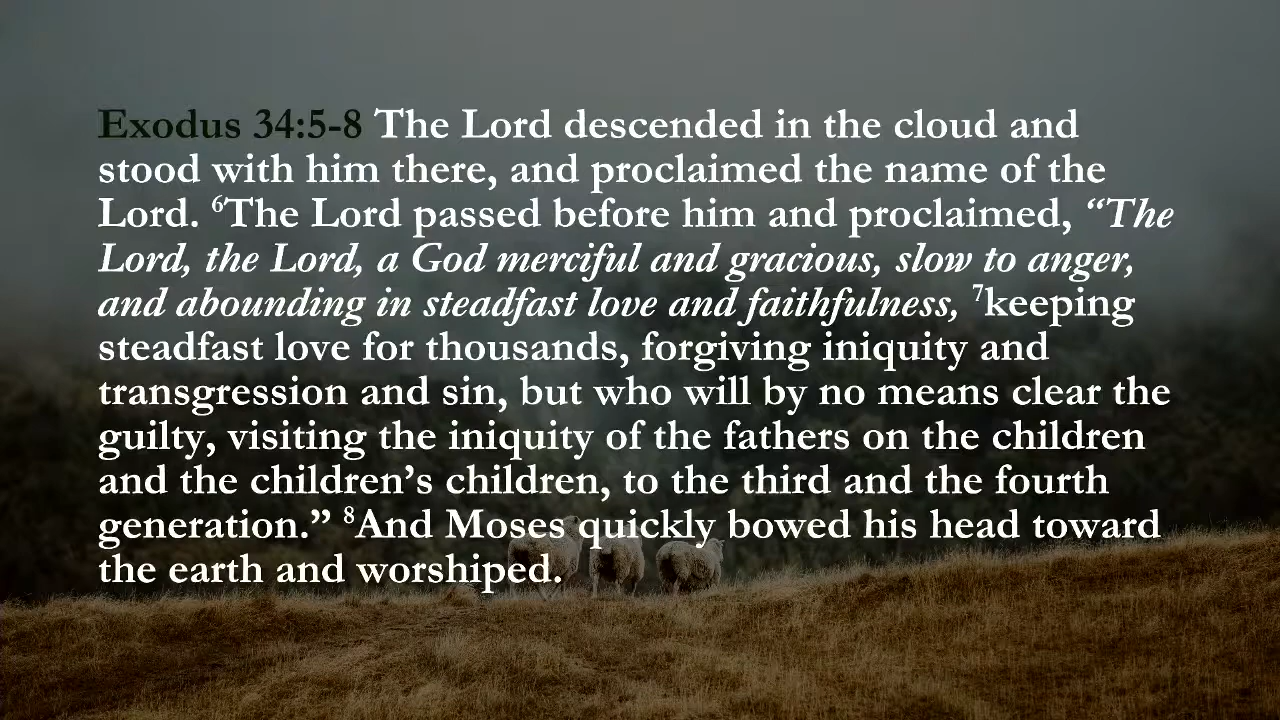 Exodus 34:5-8 The Lord descended in the cloud and
stood with him there, and proclaimed the name of the
Lord. ⁶The Lord passed before him and proclaimed, “The
Lord, the Lord, a God merciful and gracious, slow to anger,
and abounding in steadfast love and faithfulness, ⁷keeping
steadfast love for thousands, forgiving iniquity and
transgression and sin, but who will by no means clear the
guilty, visiting the iniquity of the fathers on the children
and the children’s children, to the third and the fourth
generation.” ⁸And Moses quickly bowed his head toward
the earth and worshiped.